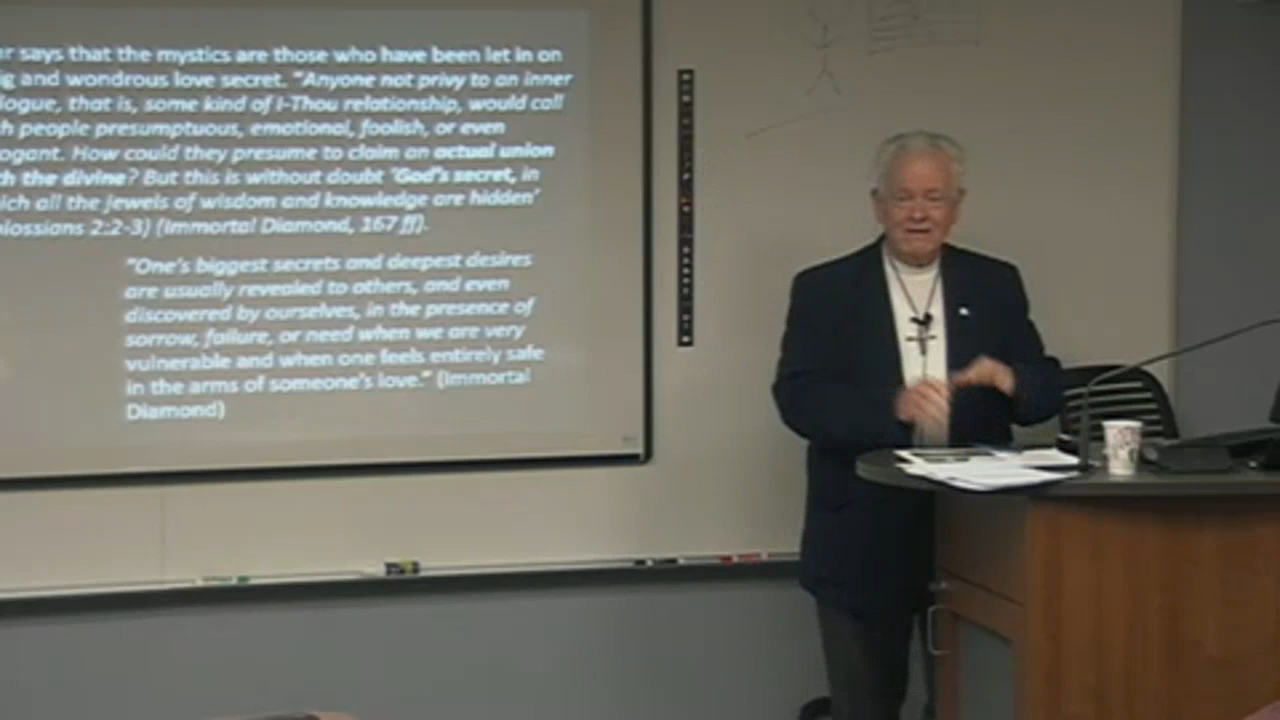 says that the mystics are those who have been let in on
and wondrous love secret. "Anyone not privy to an inner
logue, that is, some kind of I-Thou relationship, would call
h people presumptuous, emotional, foolish, or even
ogant. How could they presume to claim an actual union
th the divine? But this is without doubt 'God's secret, in
ich all the jewels of wisdom and knowledge are hidden'
lossians 2:2-3) (Immortal Diamond, 167 ff).
"One's biggest secrets and deepest desires
are usually revealed to others, and even
discovered by ourselves, in the presence of
sorrow, failure, or need when we are very
vulnerable and when one feels entirely safe
in the arms of someone's love." (Immortal
Diamond)